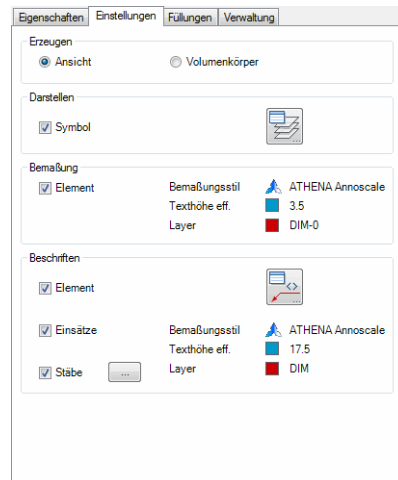 Eigenschaften Einstellungen Füllungen Verwaltung
Erzeugen
Ansicht Volumenkörper
Darstellen
Symbol
...
Bemaßung
Element Bemaßungsstil ATHENA Annoscale
Texthöhe eff. 3.5
Layer DIM-0
Beschriften
Element
<>
...
Einsätze Bemaßungsstil ATHENA Annoscale
Texthöhe eff. 17.5
Stäbe ... Layer DIM